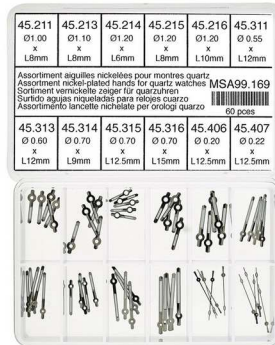 45.211 45.213 45.214 45.215 45.216 45.311
Ø1.00 Ø1.10 Ø1.20 Ø1.20 Ø1.20 Ø 0.55
x x x x x x
L8mm L8mm L6mm L8mm L10mm L12mm
Assortiment aiguilles nickelées pour montres quartz
Assortment nickel-plated hands for quartz watches MSA99.169
Sortiment vernickelte zeiger für quarzuhren
Surtido agujas niqueladas para relojes cuarzo
Assortimento lancette nichelate per orologi quarzo 60 pces
45.313 45.314 45.315 45.316 45.406 45.407
Ø 0.60 Ø 0.70 Ø 0.70 Ø 0.70 Ø 0.20 Ø 0.22
x x x x x x
L12mm L9mm L12.5mm L15mm L12.5mm L12.5mm